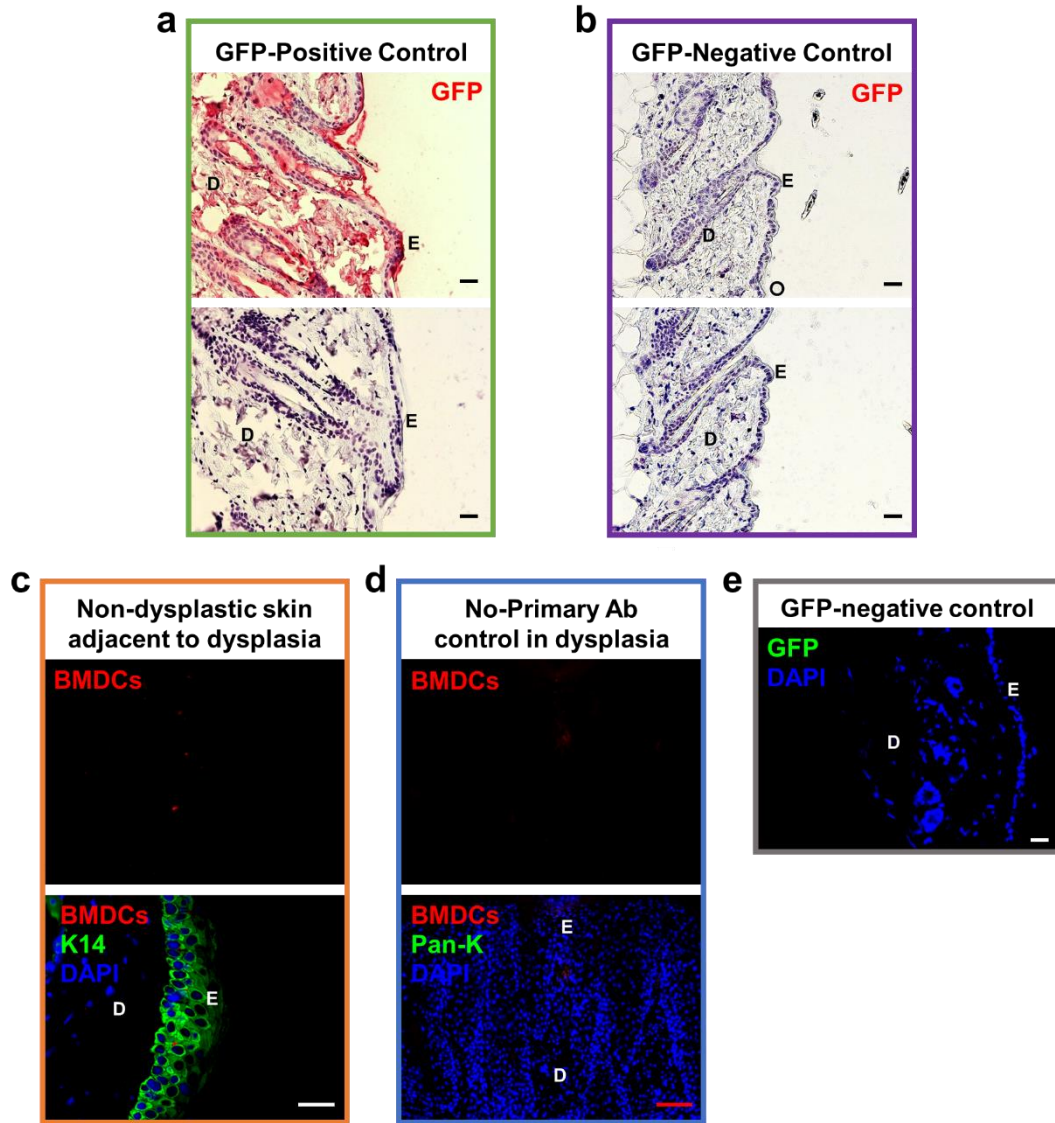 a
GFP-Positive Control
GFP
D
E
D
E
b
GFP-Negative Control
GFP
E
D
O
E
D
c
Non-dysplastic skin
adjacent to dysplasia
BMDCs
BMDCs
K14
DAPI
D
E
d
No-Primary Ab
control in dysplasia
BMDCs
BMDCs
Pan-K
DAPI
E
D
e
GFP-negative control
GFP
DAPI
E
D